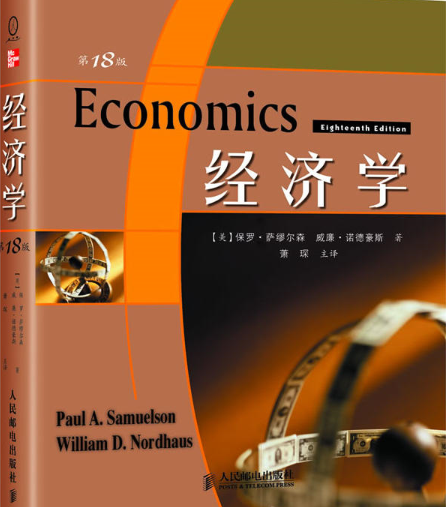 第18版
Economics
Eighteenth Edition
经济学
[美]保罗·萨缪尔森 威廉·诺德豪斯 著
萧 琛 主译
Paul A. Samuelson
William D. Nordhaus
人民邮电出版社
POSTS & TELECOM PRESS
经济学
第18版
人民邮电出版社